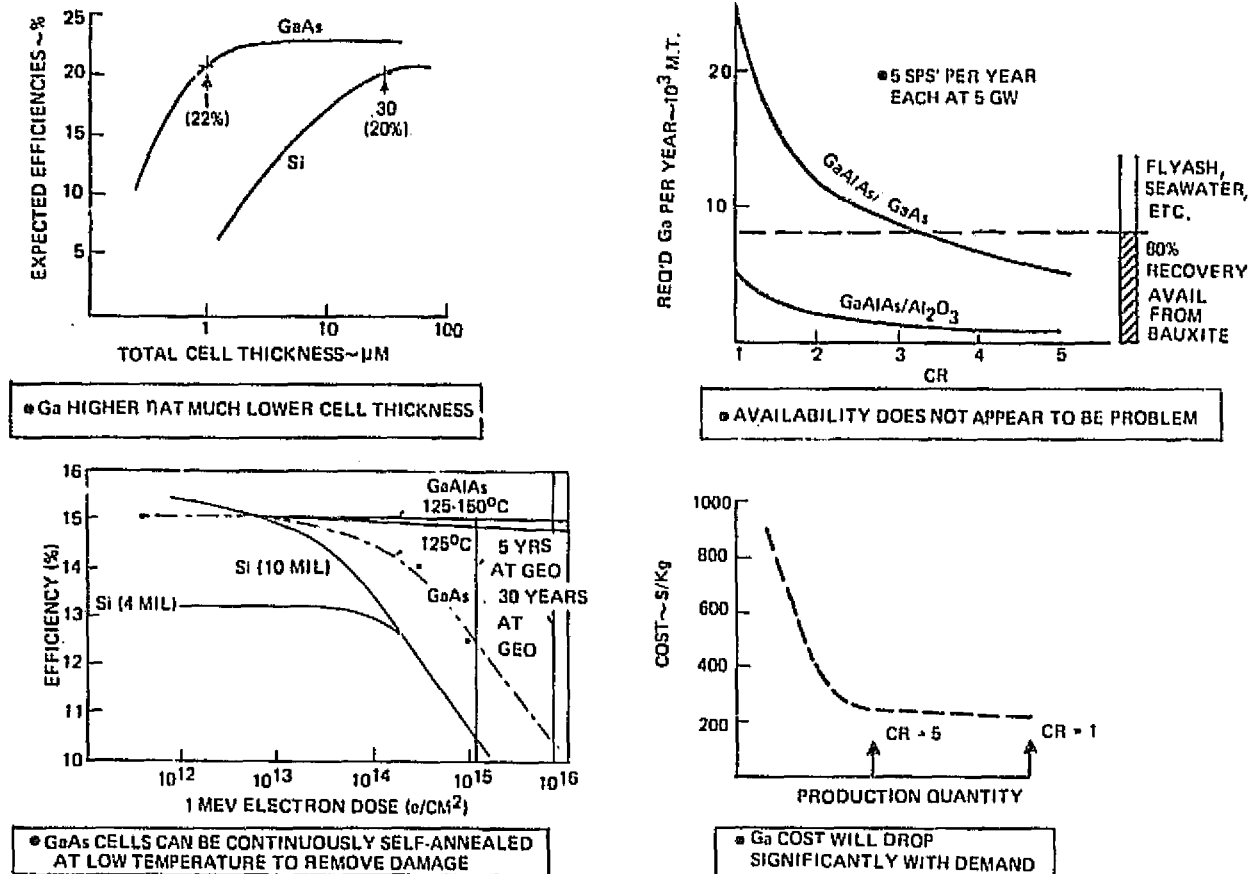 EXPECTED EFFICIENCIES~%
25
20
15
10
5
GaAs
(22%)
30
(20%)
Si
1
10
100
TOTAL CELL THICKNESS~μM
• Ga HIGHER η AT MUCH LOWER CELL THICKNESS
REQ'D Ga PER YEAR~10³ M.T.
20
10
• 5 SPS' PER YEAR
EACH AT 5 GW
GaAlAs/ GaAs
GaAlAs/Al₂O₃
1
2
3
4
5
CR
FLYASH,
SEAWATER,
ETC.
80%
RECOVERY
AVAIL
FROM
BAUXITE
• AVAILABILITY DOES NOT APPEAR TO BE PROBLEM
EFFICIENCY (%)
16
15
14
13
12
11
10
GaAlAs
125-150°C
125°C
Si (10 MIL)
Si (4 MIL)
GaAs
5 YRS
AT GEO
30 YEARS
AT
GEO
10¹²
10¹³
10¹⁴
10¹⁵
10¹⁶
1 MEV ELECTRON DOSE (e/CM²)
• GaAs CELLS CAN BE CONTINUOUSLY SELF-ANNEALED
AT LOW TEMPERATURE TO REMOVE DAMAGE
COST~$/Kg
1000
800
600
400
200
CR = 5
CR = 1
PRODUCTION QUANTITY
• Ga COST WILL DROP
SIGNIFICANTLY WITH DEMAND